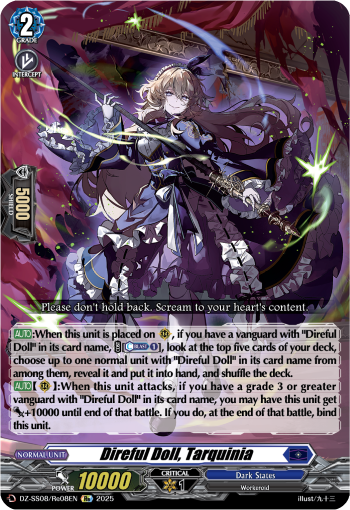 2
GRADE
INTERCEPT
5000
SHIELD
Please don't hold back. Scream to your heart's content.
AUTO:When this unit is placed on , if you have a vanguard with "Direful
Doll" in its card name, [ ], look at the top five cards of your deck,
choose up to one normal unit with "Direful Doll" in its card name from
among them, reveal it and put it into hand, and shuffle the deck.
AUTO【 】:When this unit attacks, if you have a grade 3 or greater
vanguard with "Direful Doll" in its card name, you may have this unit get
+10000 until end of that battle. If you do, at the end of that battle, bind
this unit.
NORMAL UNIT
Direful Doll, Tarquinia
POWER
10000
CRITICAL
1
Dark States
Workeroid
DZ-SS08/Re08EN Re 2025
illust/九十三